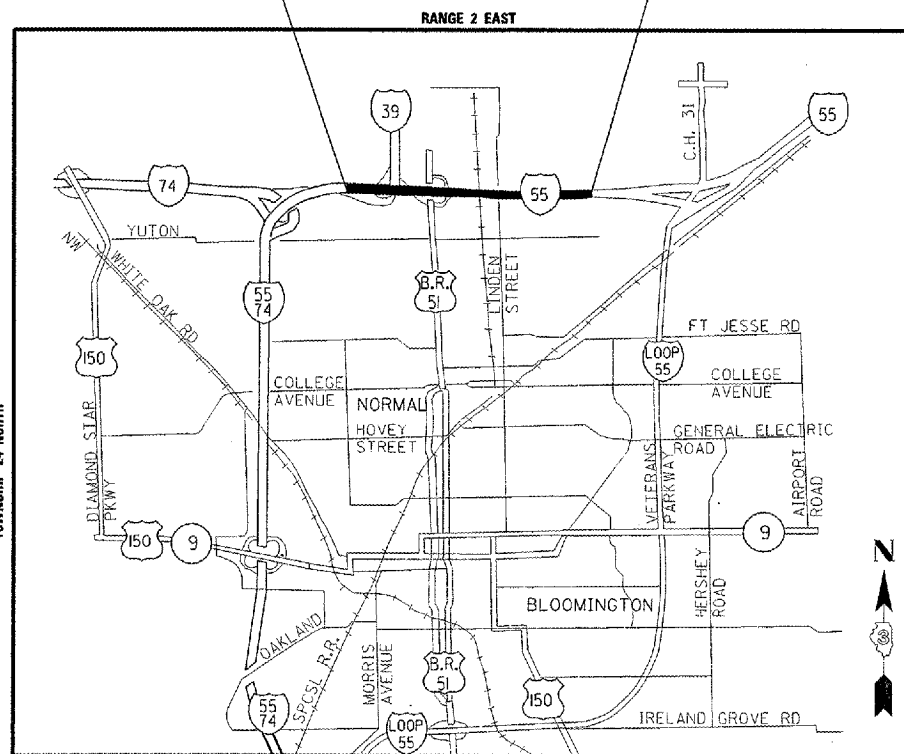 RANGE 2 EAST
39
55
C.H. 31
74
55
YUTON
NW
WHITE OAK RD
55
74
B.R.
51
LINDEN
STREET
FT JESSE RD
150
LOOP
55
COLLEGE
AVENUE
COLLEGE
AVENUE
NORMAL
HOVEY
STREET
GENERAL ELECTRIC
ROAD
DIAMOND STAR
PKWY
VETERANS
PARKWAY
AIRPORT
ROAD
150
9
9
N
HERSHEY
ROAD
BLOOMINGTON
OAKLAND
SPCSL R.R.
MORRIS
AVENUE
B.R.
51
150
55
74
LOOP
55
IRELAND GROVE RD